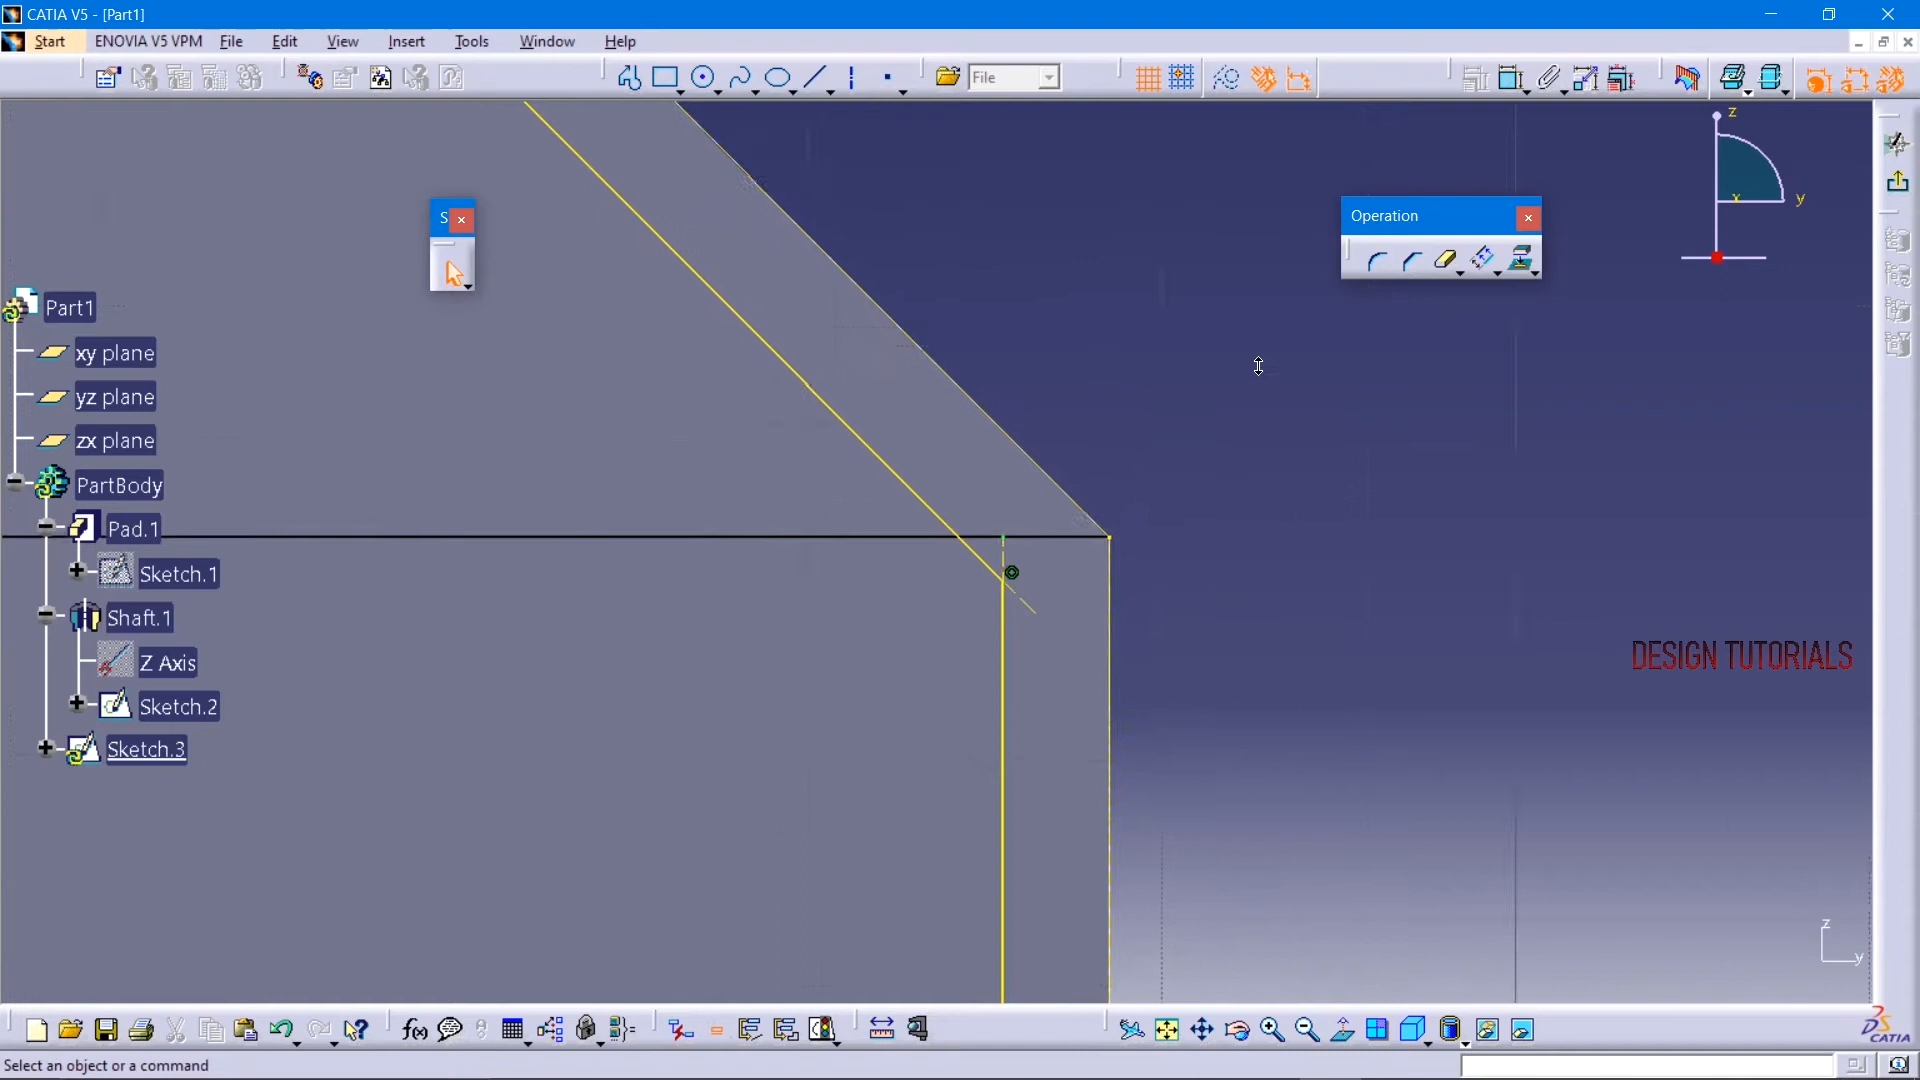 CATIA V5 - [Part1]
Start ENOVIA V5 VPM File Edit View Insert Tools Window Help
File
z
x
y
S
Operation
Part1
xy plane
yz plane
zx plane
PartBody
Pad.1
Sketch.1
Shaft.1
Z Axis
Sketch.2
Sketch.3
DESIGN TUTORIALS
z
y
f(x)
CATIA
Select an object or a command